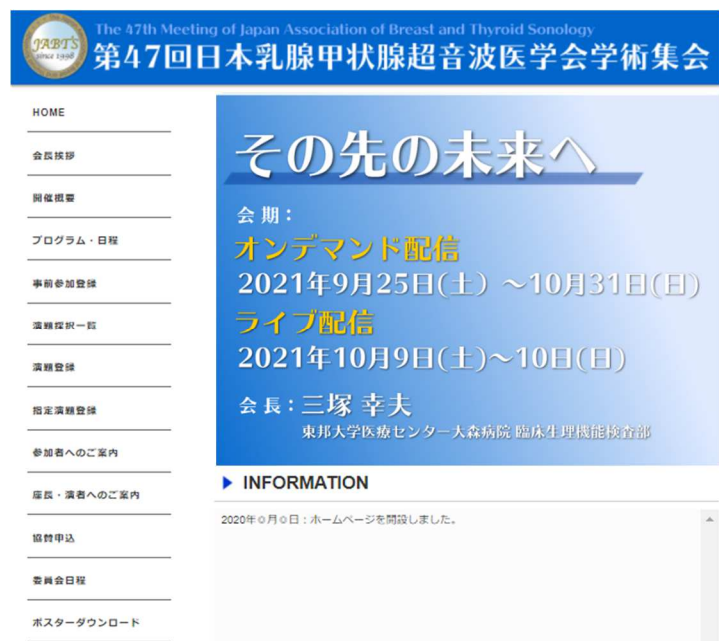 The 47th Meeting of Japan Association of Breast and Thyroid Sonology
JABTS
since 1998
第47回日本乳腺甲状腺超音波医学会学術集会
HOME
会長挨拶
開催概要
プログラム・日程
事前参加登録
演題採択一覧
演題登録
指定演題登録
参加者へのご案内
座長・演者へのご案内
協賛申込
委員会日程
ポスターダウンロード
その先の未来へ
会期：
オンデマンド配信
2021年9月25日(土）～10月31日(日)
ライブ配信
2021年10月9日(土)～10日(日)
会長：三塚 幸夫
東邦大学医療センター大森病院 臨床生理機能検査部
INFORMATION
2020年○月○日：ホームページを開設しました。